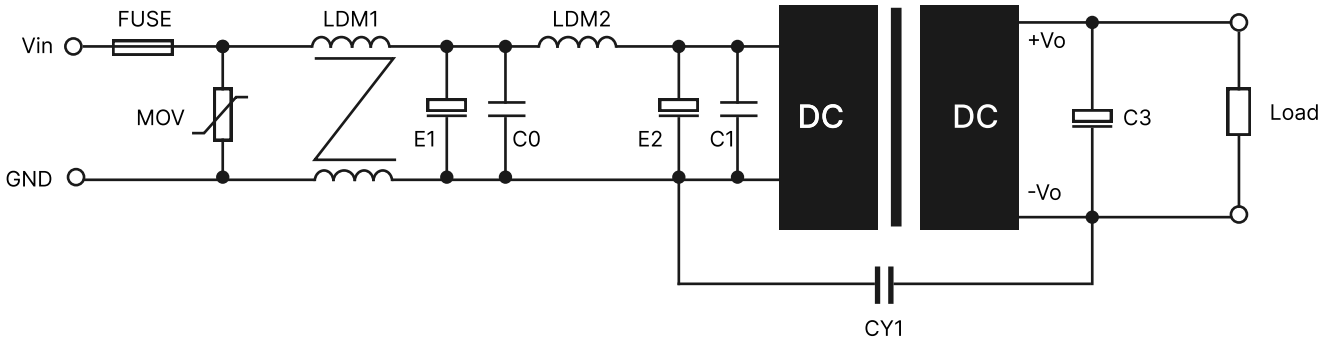 FUSE
LDM1
LDM2
Vin
+Vo
MOV
E1
C0
E2
C1
DC
DC
C3
Load
GND
-Vo
CY1